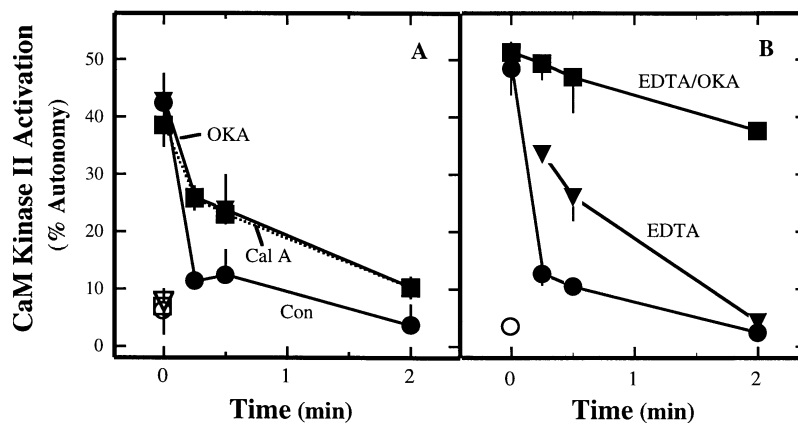 CaM Kinase II Activation
(% Autonomy)
50
40
30
20
10
0
A
OKA
Cal A
Con
0
1
2
Time (min)
B
EDTA/OKA
EDTA
0
1
2
Time (min)